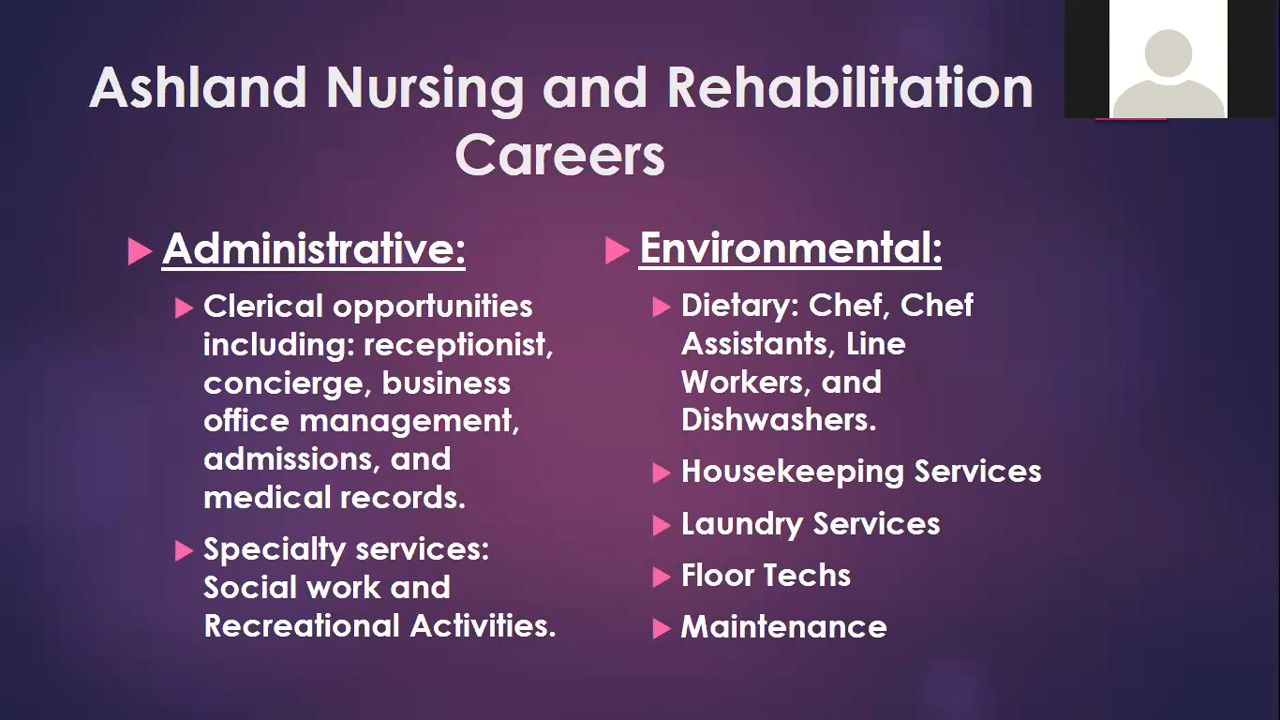 Ashland Nursing and Rehabilitation
Careers
Administrative:
Clerical opportunities
including: receptionist,
concierge, business
office management,
admissions, and
medical records.
Specialty services:
Social work and
Recreational Activities.
Environmental:
Dietary: Chef, Chef
Assistants, Line
Workers, and
Dishwashers.
Housekeeping Services
Laundry Services
Floor Techs
Maintenance